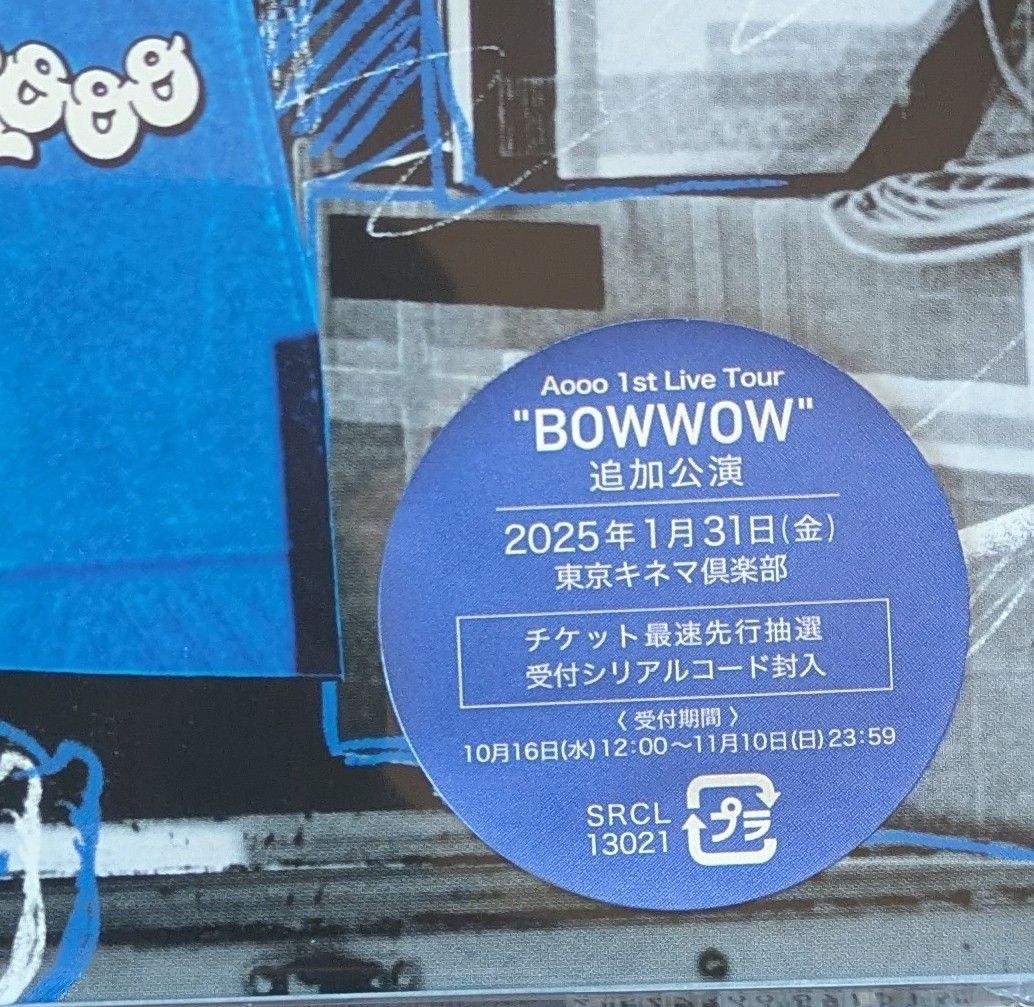 Aooo 1st Live Tour
"BOWWOW"
追加公演
2025年1月31日(金)
東京キネマ倶楽部
チケット最速先行抽選
受付シリアルコード封入
〈 受付期間 〉
10月16日(水)12:00〜11月10日(日)23:59
SRCL
13021
プラ